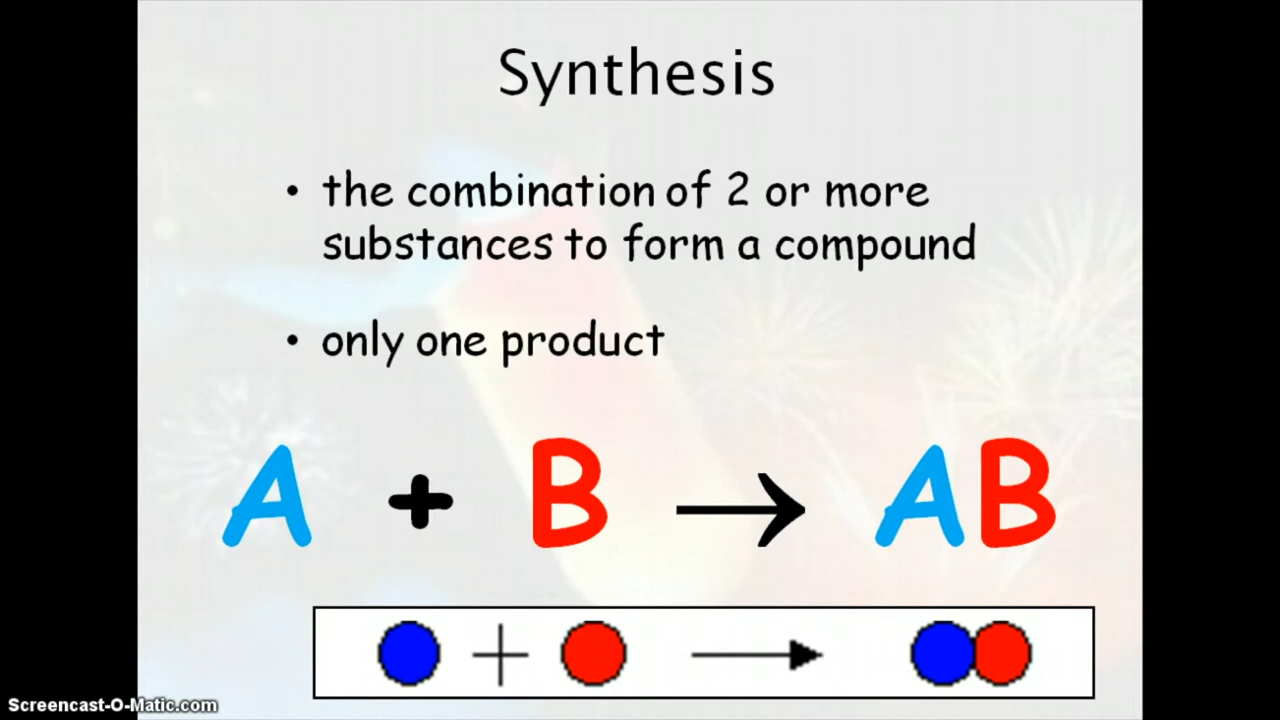 Synthesis
• the combination of 2 or more
substances to form a compound
• only one product
A + B → AB
+ →
Screencast-O-Matic.com